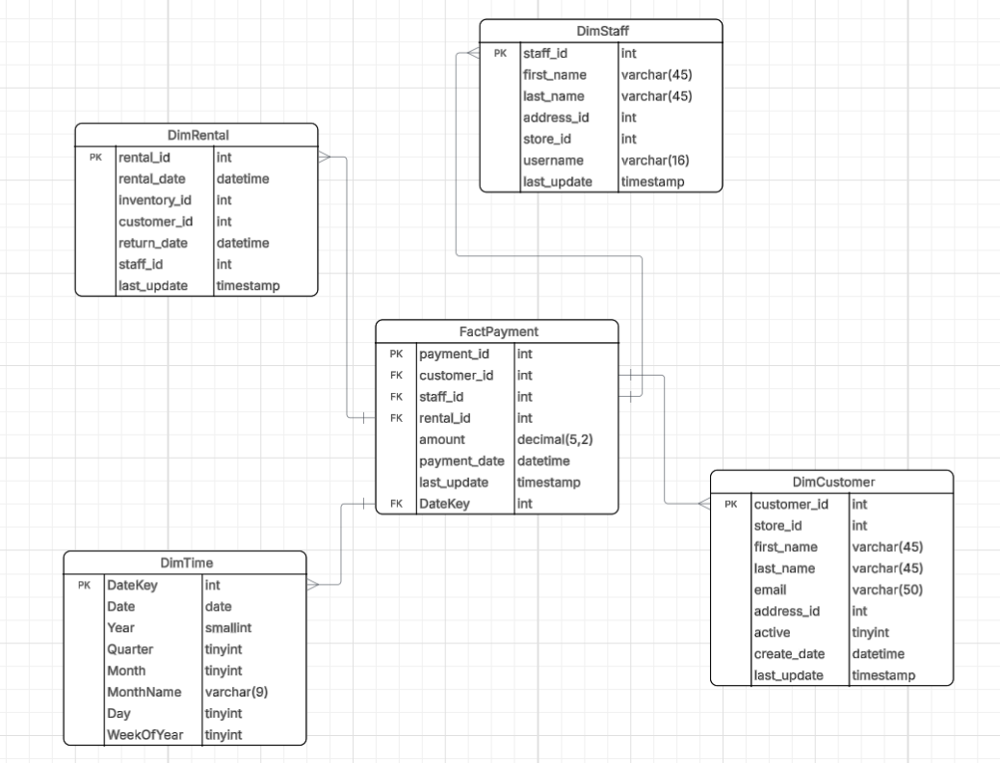 DimStaff
PK staff_id int
first_name varchar(45)
last_name varchar(45)
address_id int
store_id int
username varchar(16)
last_update timestamp
DimRental
PK rental_id int
rental_date datetime
inventory_id int
customer_id int
return_date datetime
staff_id int
last_update timestamp
FactPayment
PK payment_id int
FK customer_id int
FK staff_id int
FK rental_id int
amount decimal(5,2)
payment_date datetime
last_update timestamp
FK DateKey int
DimCustomer
PK customer_id int
store_id int
first_name varchar(45)
last_name varchar(45)
email varchar(50)
address_id int
active tinyint
create_date datetime
last_update timestamp
DimTime
PK DateKey int
Date date
Year smallint
Quarter tinyint
Month tinyint
MonthName varchar(9)
Day tinyint
WeekOfYear tinyint